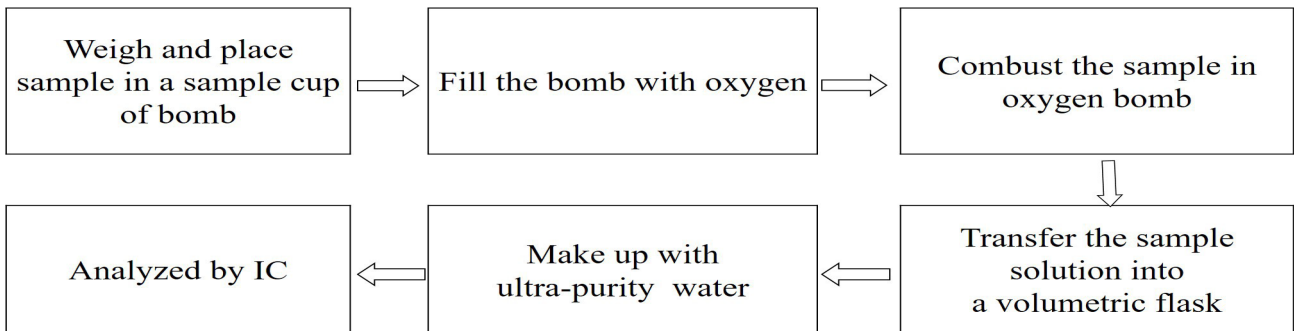 Weigh and place
sample in a sample cup
of bomb
Fill the bomb with oxygen
Combust the sample in
oxygen bomb
Transfer the sample
solution into
a volumetric flask
Make up with
ultra-purity water
Analyzed by IC